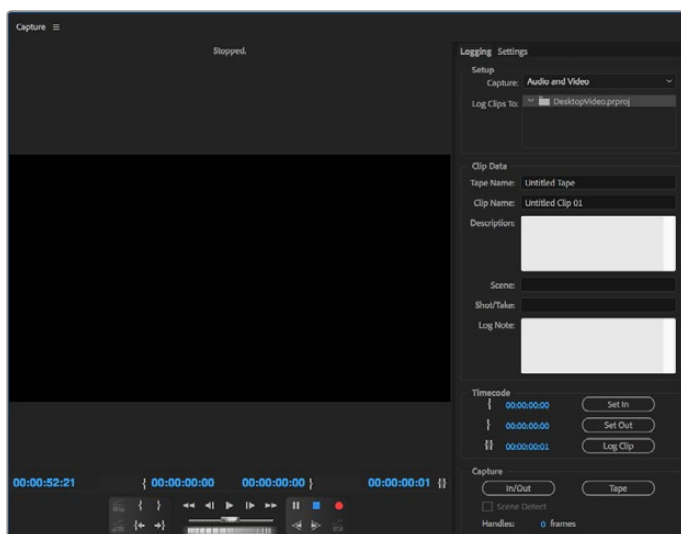 Capture
Stopped.
Logging Settings
Setup
Capture: Audio and Video
Log Clips To: DesktopVideo.prproj
Clip Data
Tape Name: Untitled Tape
Clip Name: Untitled Clip 01
Description:
Scene:
Shot/Take:
Log Note:
Timecode
{ 00:00:00:00 Set In
} 00:00:00:00 Set Out
{} 00:00:00:01 Log Clip
00:00:52:21 { 00:00:00:00 00:00:00:00 } 00:00:00:01 {}
Capture
In/Out Tape
Scene Detect
Handles: 0 frames